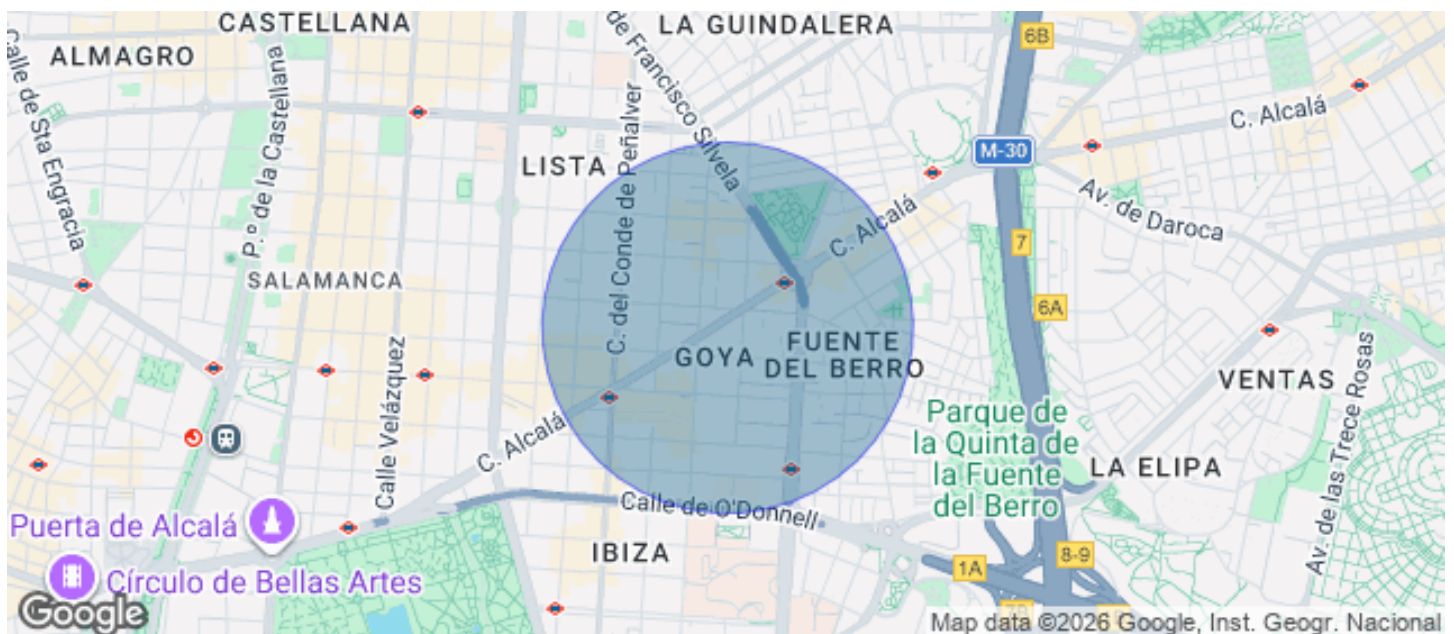 CASTELLANA
LA GUINDALERA
6B
ALMAGRO
Calle de Sta Engracia
P.º de la Castellana
de Francisco Silvela
C. Alcalá
M-30
LISTA
C. del Conde de Peñalver
Av. de Daroca
C. Alcalá
7
SALAMANCA
6A
Calle Velázquez
GOYA
FUENTE
DEL BERRO
VENTAS
Av. de las Trece Rosas
Parque de
la Quinta de
la Fuente
del Berro
C. Alcalá
LA ELIPA
Calle de O'Donnell
Puerta de Alcalá
IBIZA
8-9
1A
Círculo de Bellas Artes
Google
Map data ©2026 Google, Inst. Geogr. Nacional